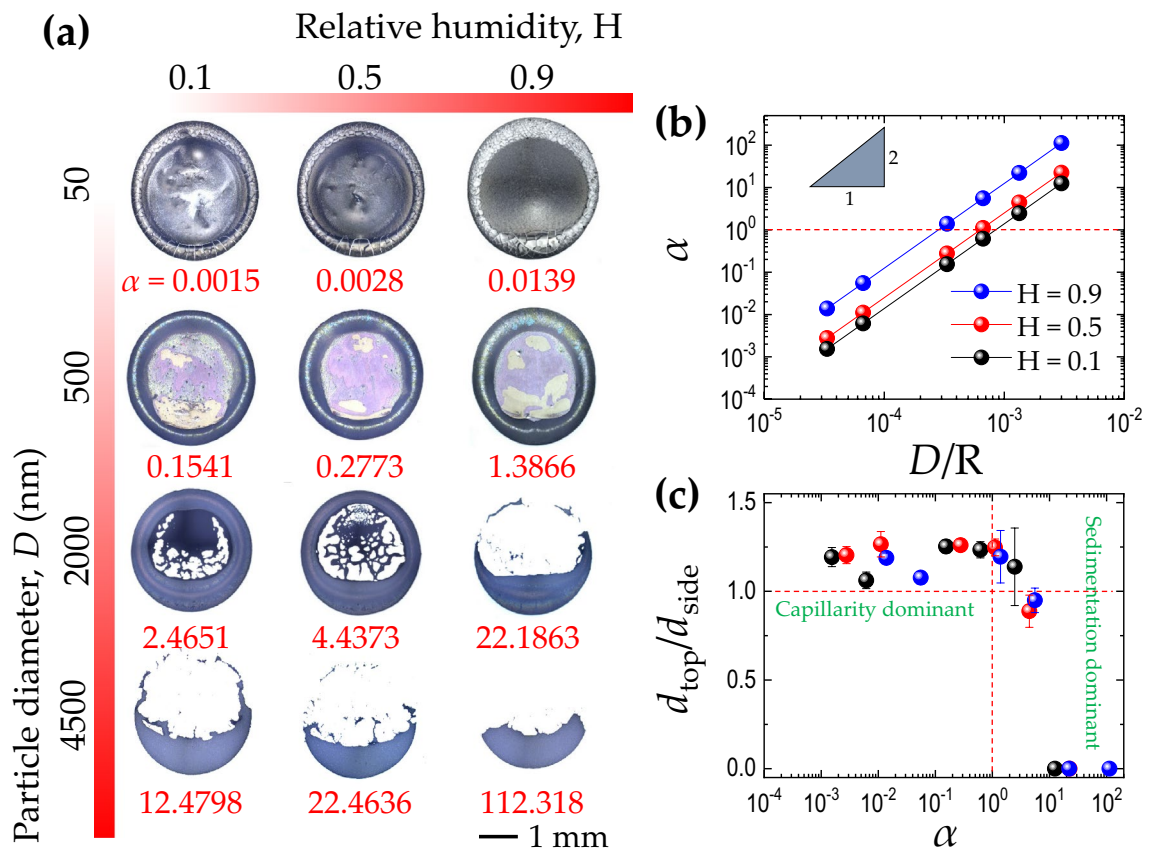 (a)
Relative humidity, H
0.1 0.5 0.9
Particle diameter, D (nm)
50
α = 0.0015 0.0028 0.0139
500
0.1541 0.2773 1.3866
2000
2.4651 4.4373 22.1863
4500
12.4798 22.4636 112.318
1 mm
(b)
α
10² 
10¹
10⁰
10⁻¹
10⁻²
10⁻³
10⁻⁴
2
1
H = 0.9
H = 0.5
H = 0.1
10⁻⁵ 10⁻⁴ 10⁻³ 10⁻²
D/R
(c)
d_top/d_side
1.5
1.0
0.5
0.0
Capillarity dominant
Sedimentation dominant
10⁻⁴ 10⁻³ 10⁻² 10⁻¹ 10⁰ 10¹ 10²
α